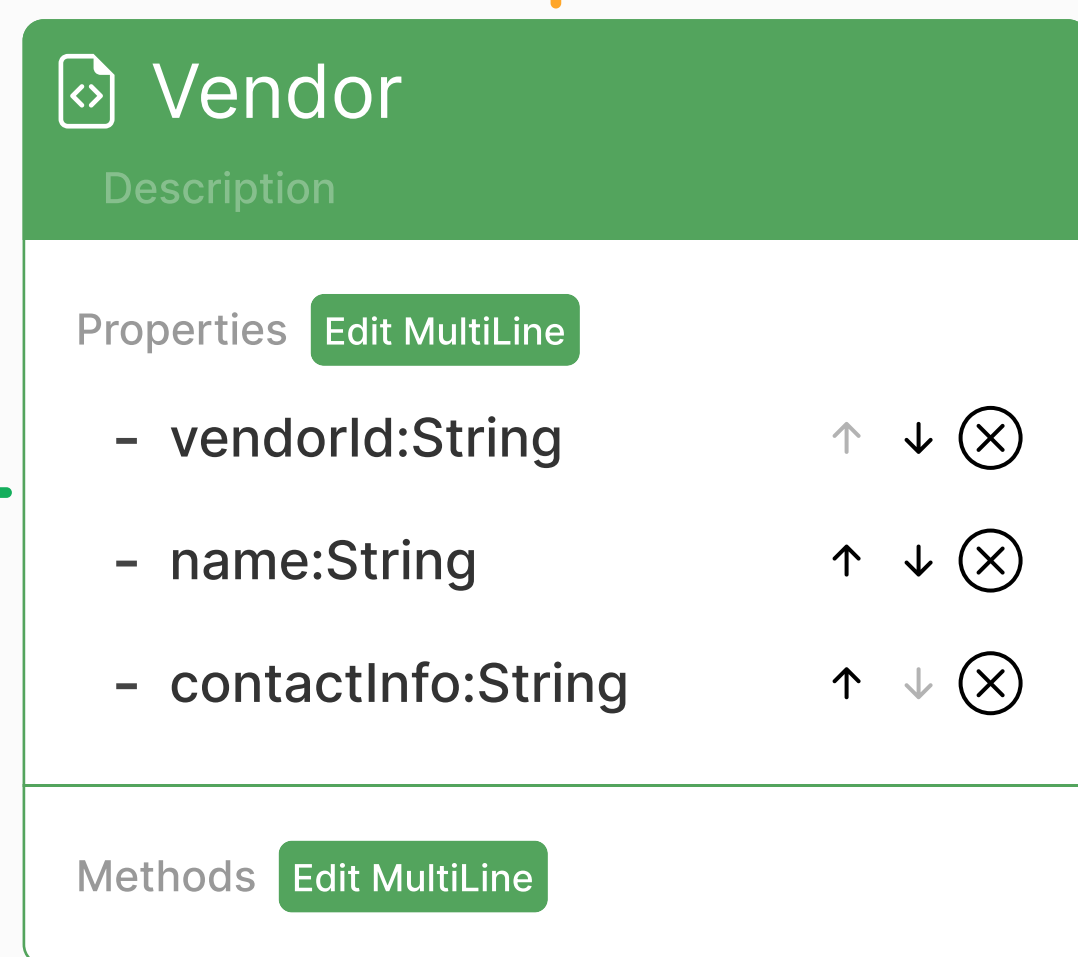 Vendor
Description
Properties Edit MultiLine
- vendorId:String
- name:String
- contactInfo:String
Methods Edit MultiLine